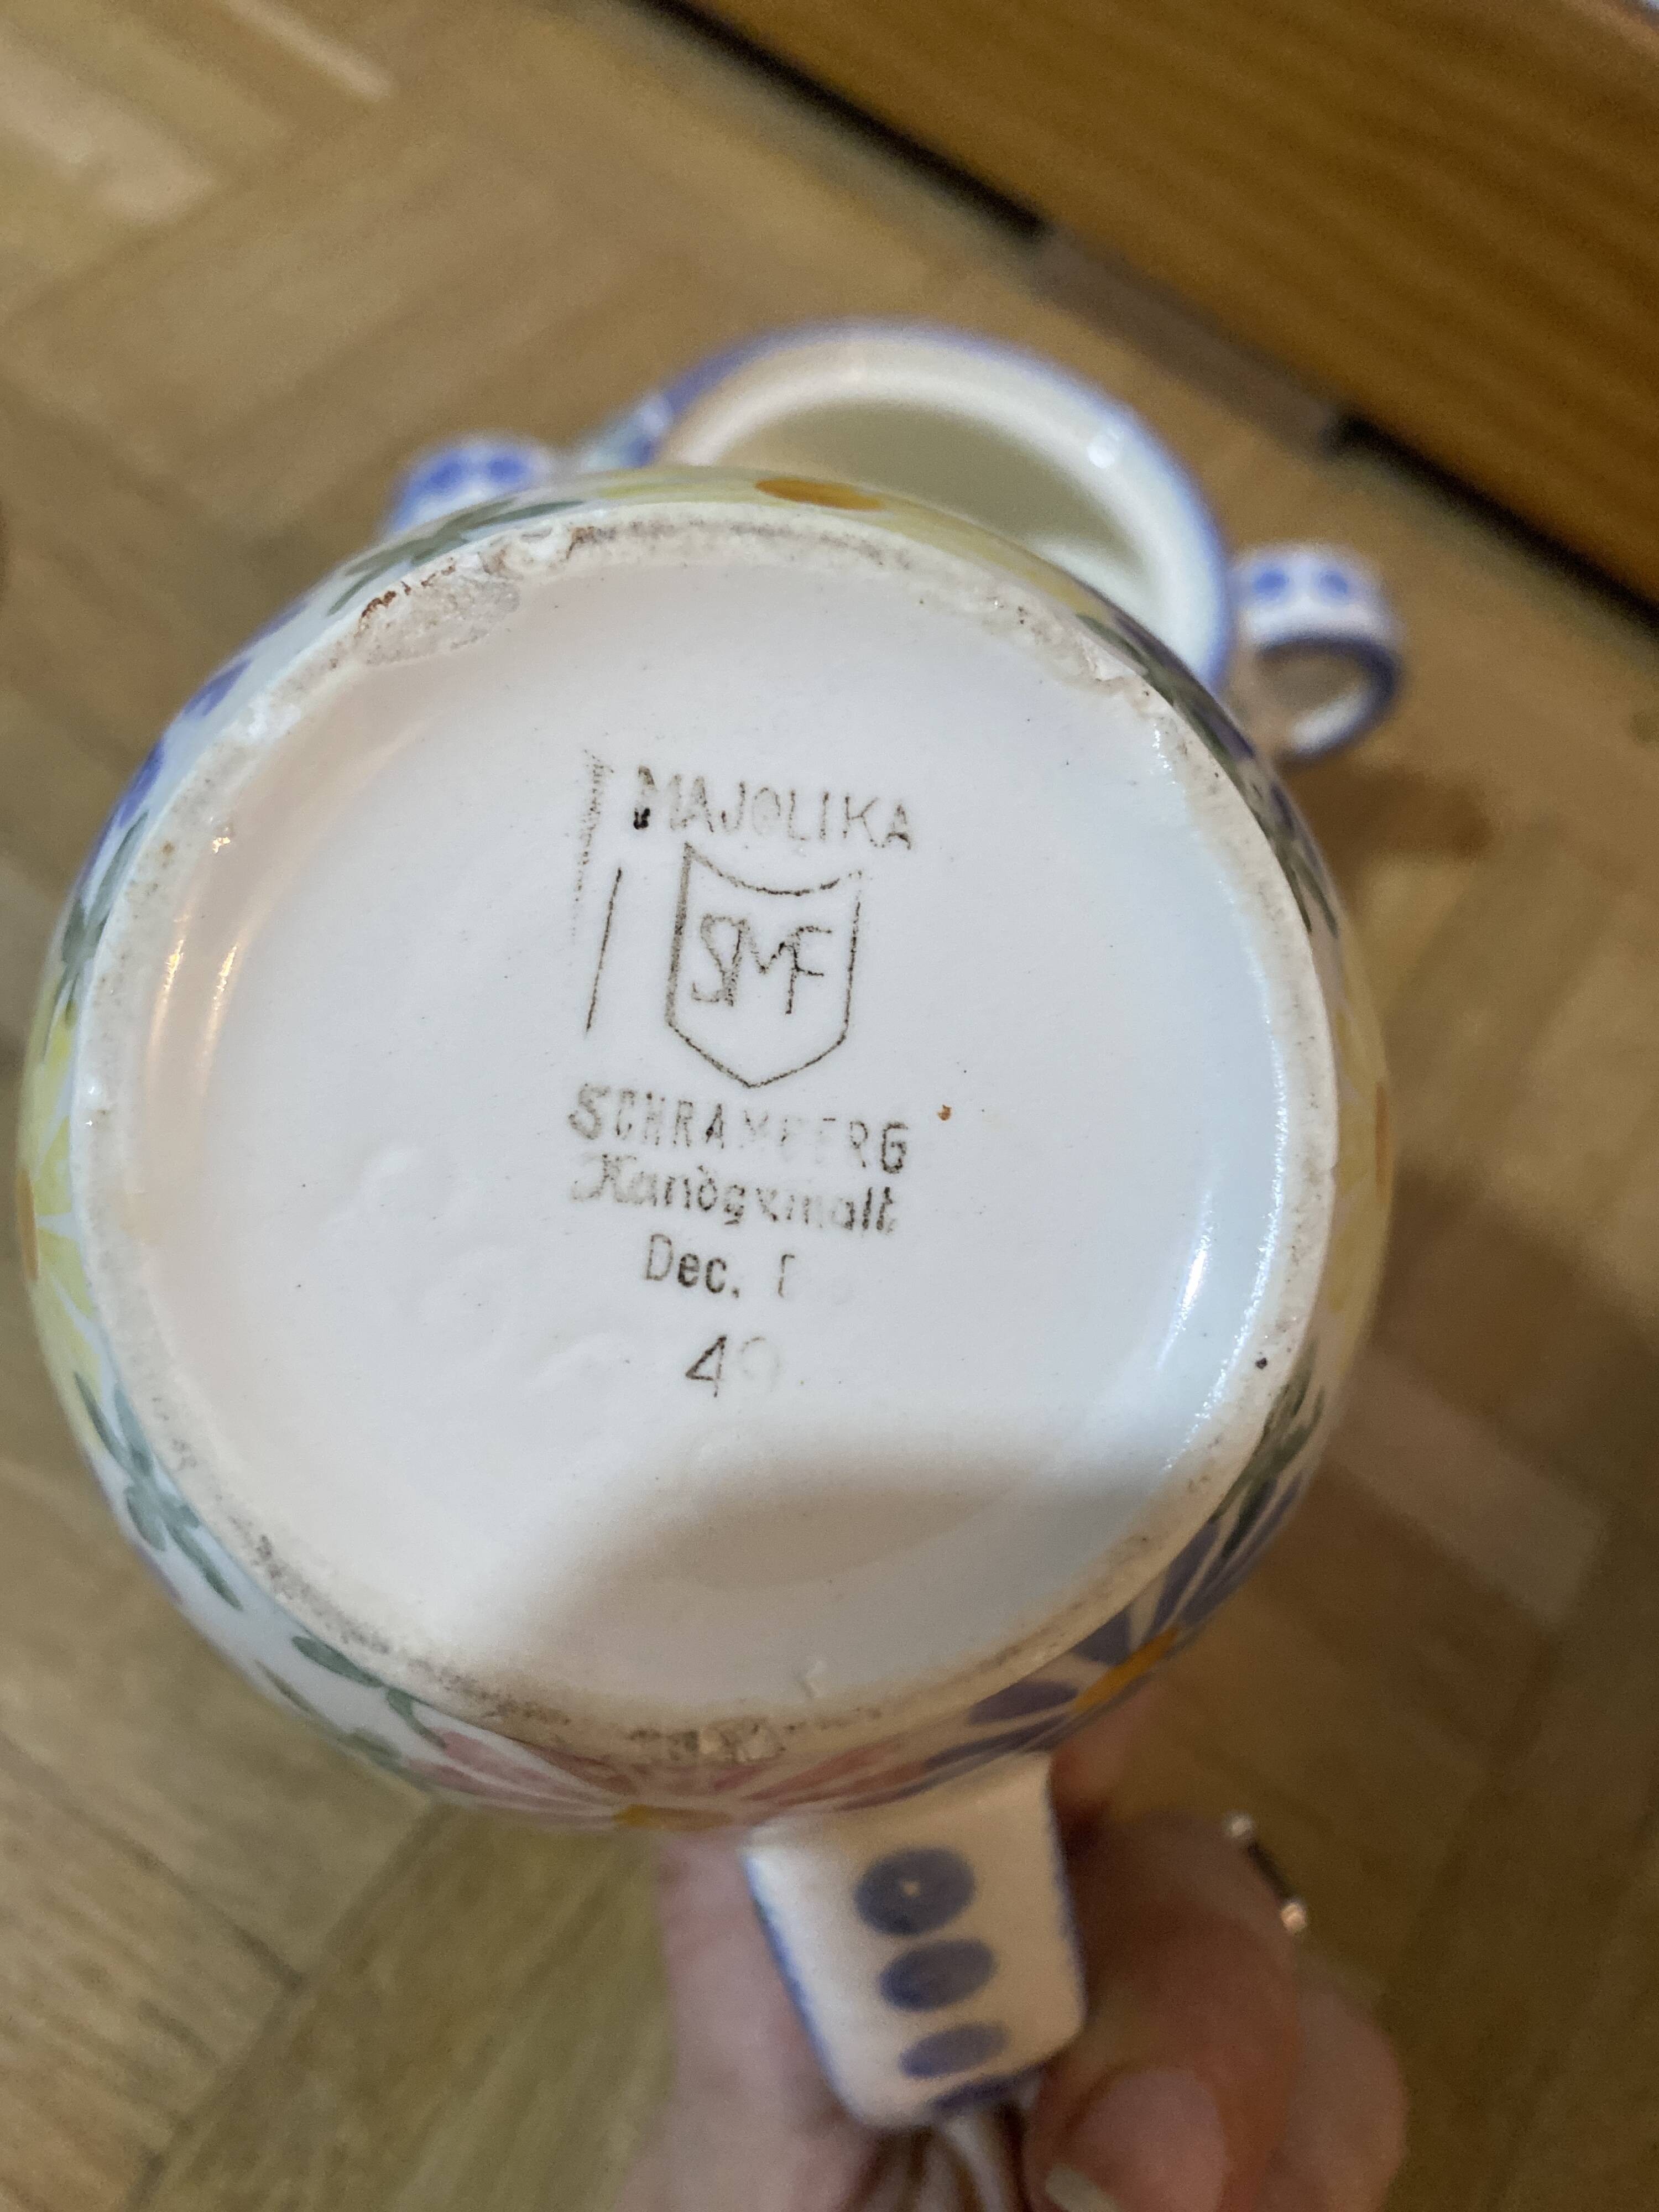 MAJOLIKA
SMF
SCHRAMBERG
Handgemalt
Dec.
49